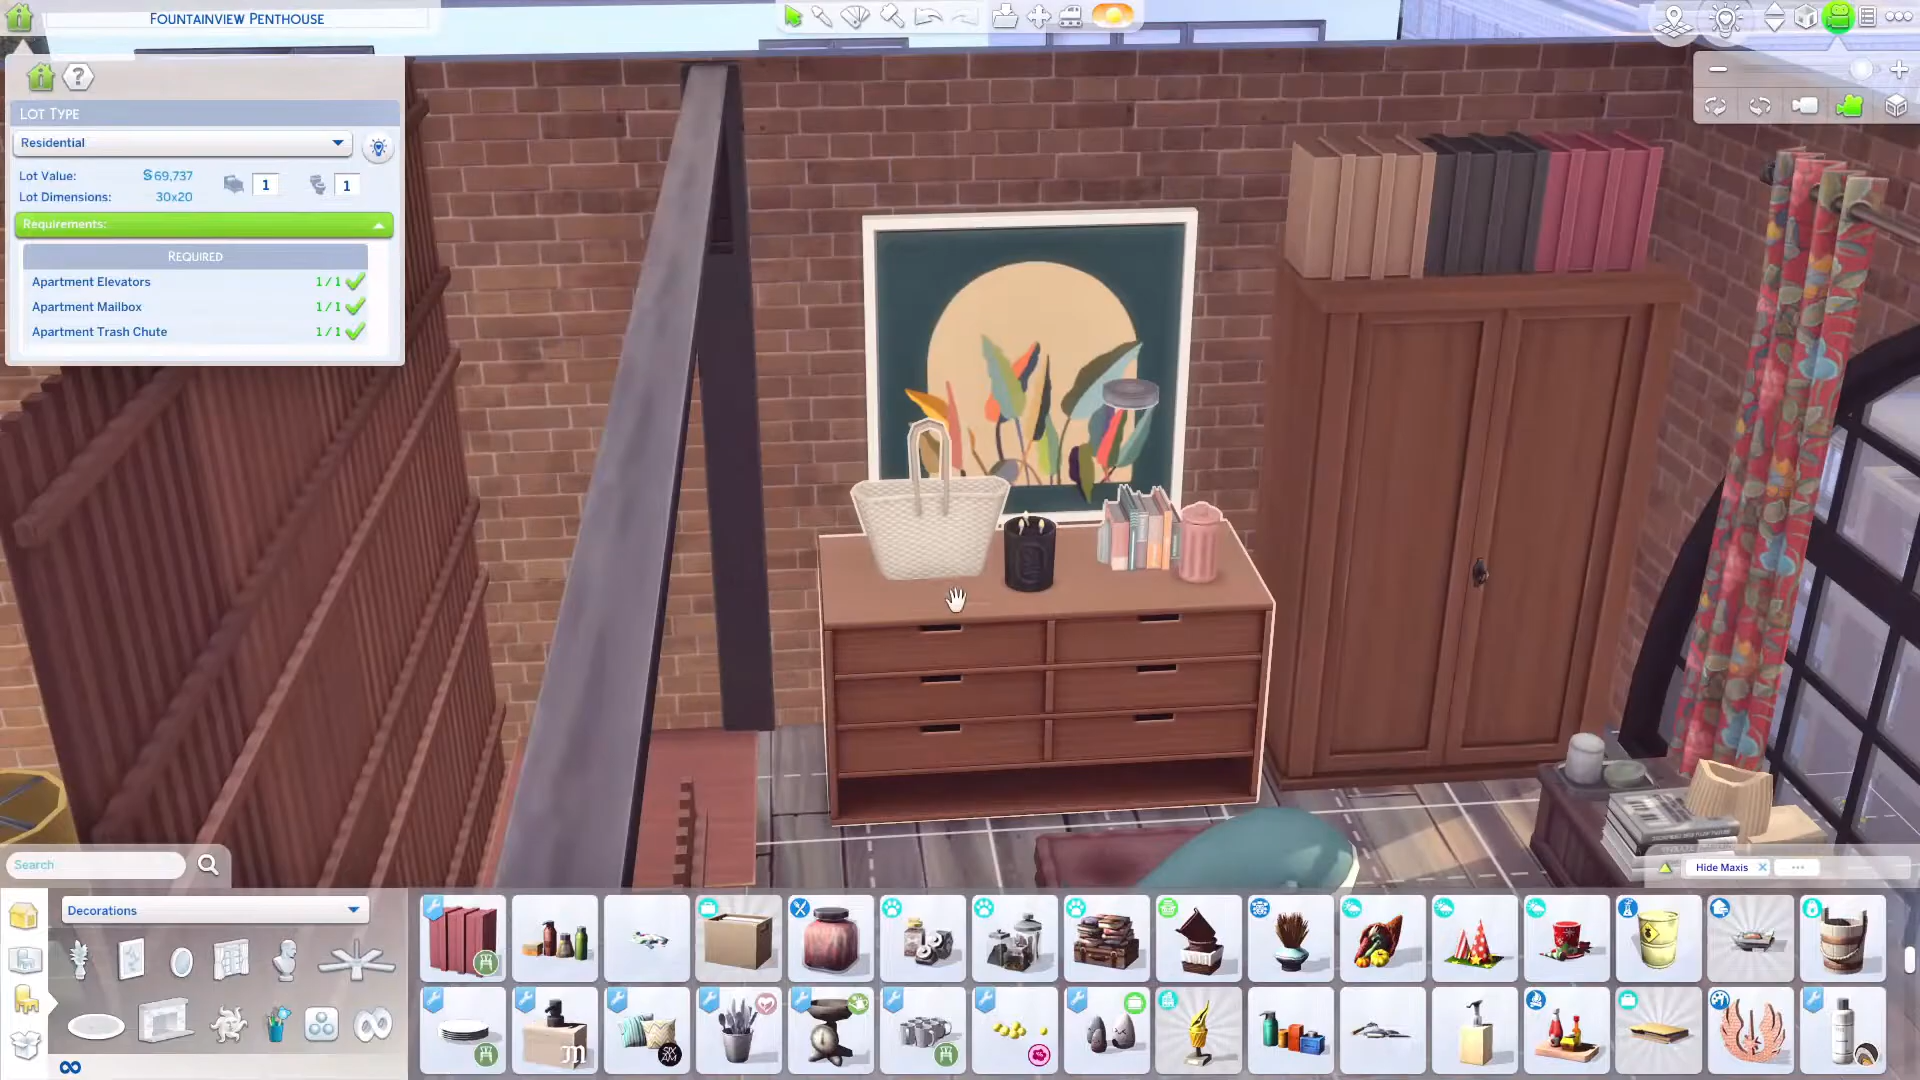 FOUNTAINVIEW PENTHOUSE
?
LOT TYPE
Residential
Lot Value: §69,737
1
1
Lot Dimensions: 30x20
Requirements:
REQUIRED
Apartment Elevators 1/1
Apartment Mailbox 1/1
Apartment Trash Chute 1/1
Search
Hide Maxis
Decorations